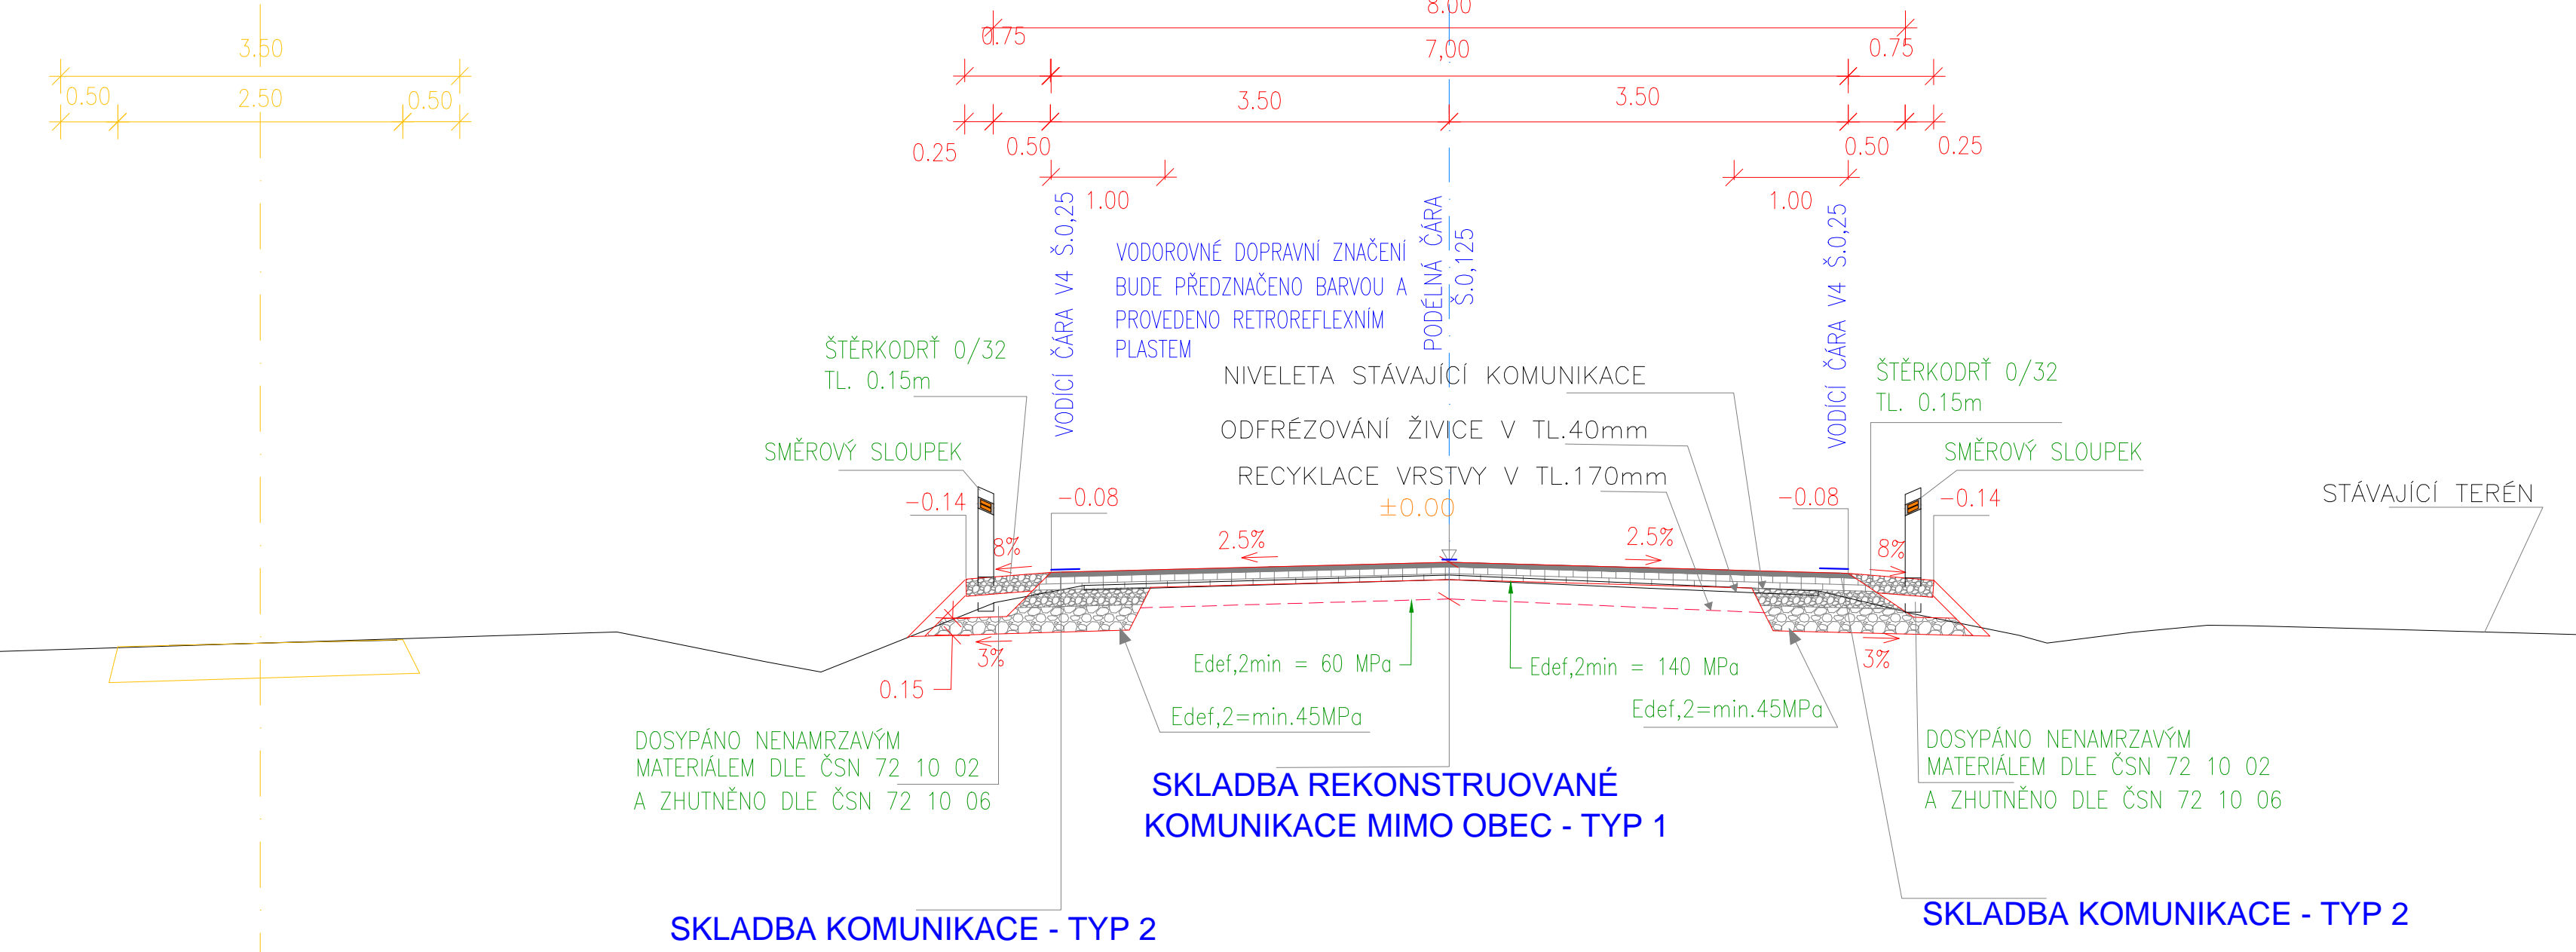 8.00
3.50
0.75
7,00
0.75
0.50
2.50
0.50
3.50
3.50
0.25
0.50
0.50
0.25
1.00
1.00
VODÍCÍ ČÁRA V4 Š.0,25
VODOROVNÉ DOPRAVNÍ ZNAČENÍ
BUDE PŘEDZNAČENO BARVOU A
PROVEDENO RETROREFLEXNÍM
PLASTEM
PODÉLNÁ ČÁRA
Š.0,125
VODÍCÍ ČÁRA V4 Š.0,25
ŠTĚRKODRŤ 0/32
TL. 0.15m
NIVELETA STÁVAJÍCÍ KOMUNIKACE
ŠTĚRKODRŤ 0/32
TL. 0.15m
ODFRÉZOVÁNÍ ŽIVICE V TL.40mm
SMĚROVÝ SLOUPEK
SMĚROVÝ SLOUPEK
RECYKLACE VRSTVY V TL.170mm
-0.14
-0.08
±0.00
-0.08
-0.14
STÁVAJÍCÍ TERÉN
8%
2.5%
2.5%
8%
3%
Edef,2min = 60 MPa
Edef,2min = 140 MPa
3%
0.15
Edef,2=min.45MPa
Edef,2=min.45MPa
DOSYPÁNO NENAMRZAVÝM
MATERIÁLEM DLE ČSN 72 10 02
A ZHUTNĚNO DLE ČSN 72 10 06
DOSYPÁNO NENAMRZAVÝM
MATERIÁLEM DLE ČSN 72 10 02
A ZHUTNĚNO DLE ČSN 72 10 06
SKLADBA REKONSTRUOVANÉ
KOMUNIKACE MIMO OBEC - TYP 1
SKLADBA KOMUNIKACE - TYP 2
SKLADBA KOMUNIKACE - TYP 2